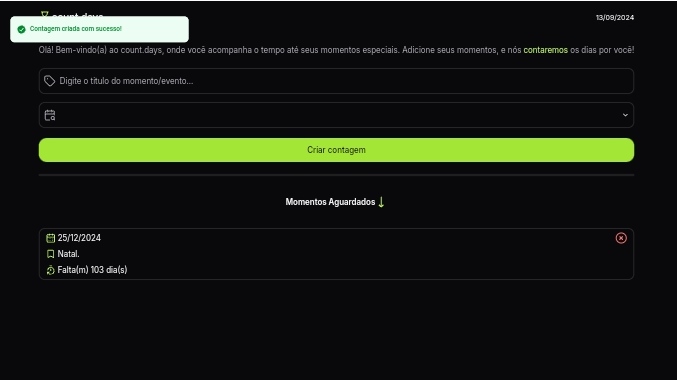 Contagem criada com sucesso!
count.days
13/09/2024
Olá! Bem-vindo(a) ao count.days, onde você acompanha o tempo até seus momentos especiais. Adicione seus momentos, e nós contaremos os dias por você!
Digite o título do momento/evento...
Criar contagem
Momentos Aguardados
25/12/2024
Natal.
Falta(m) 103 dia(s)